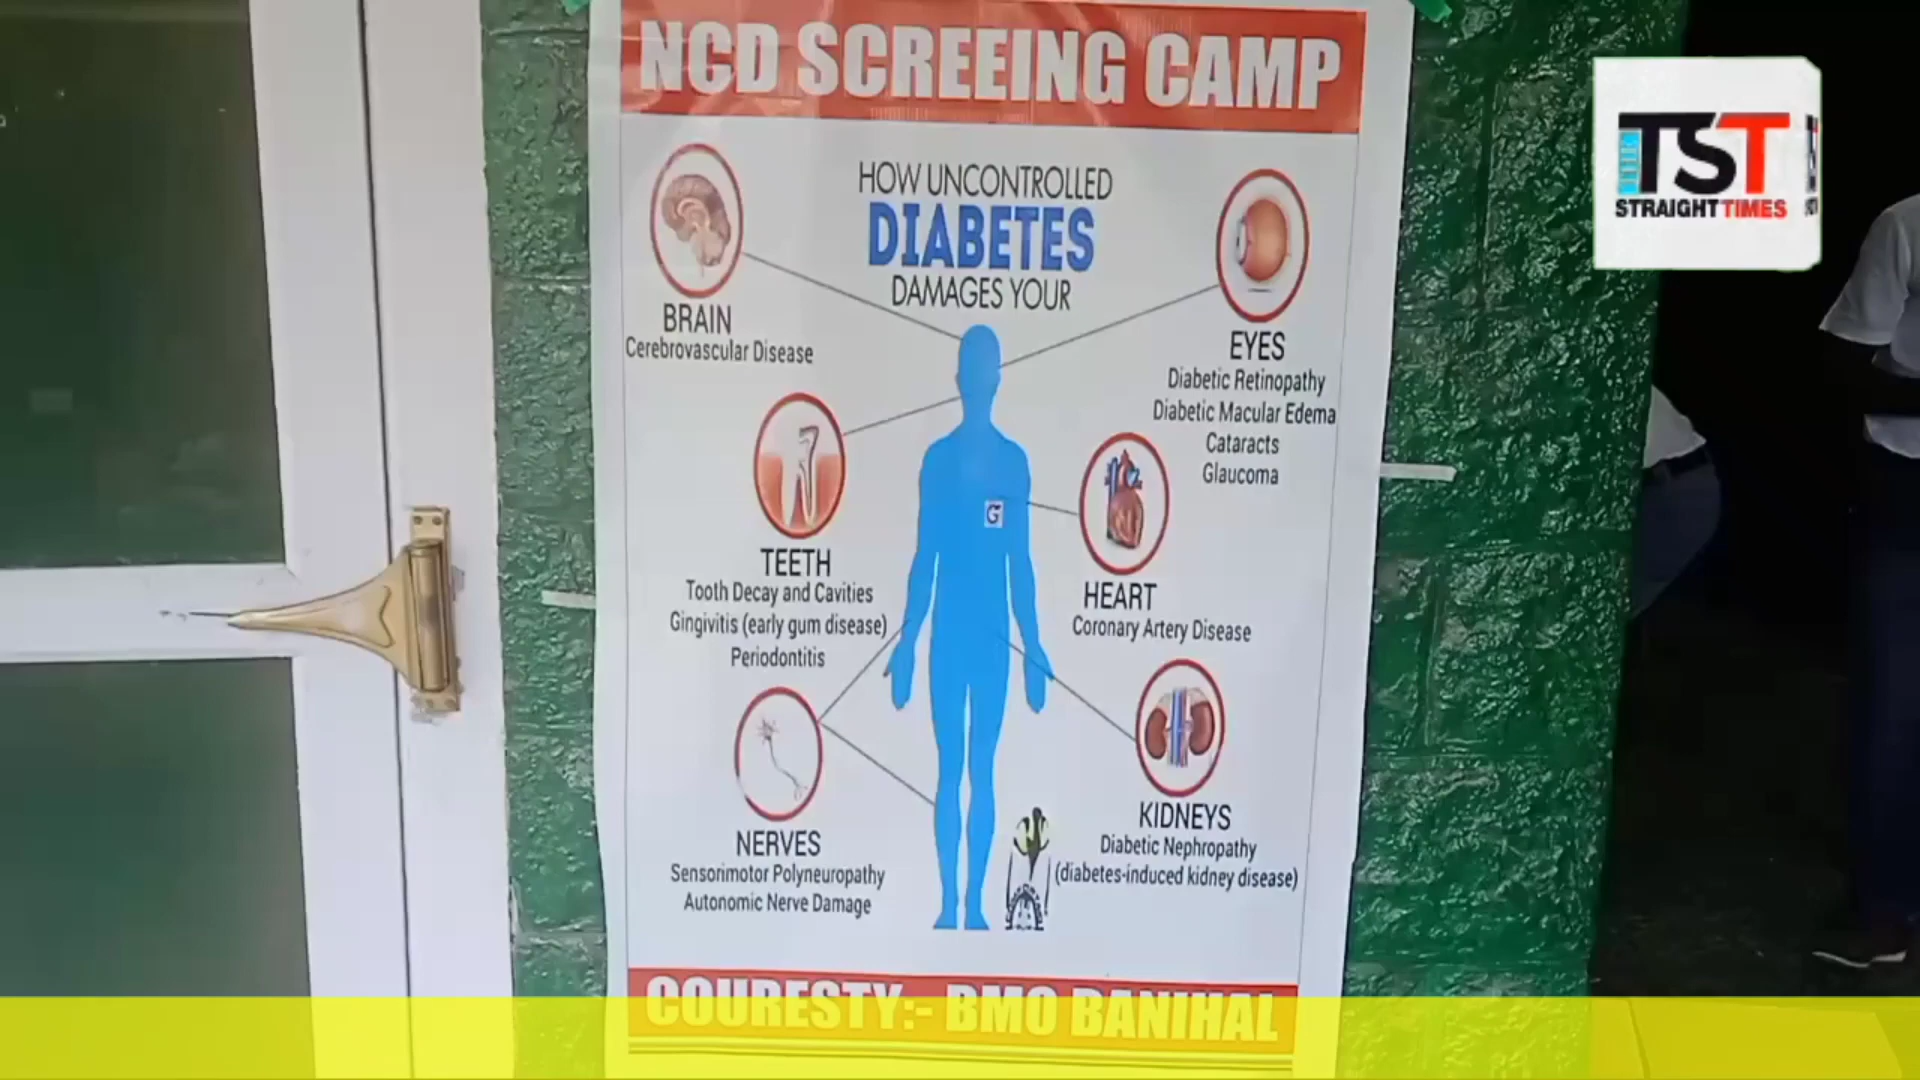 NCD SCREEING CAMP
HOW UNCONTROLLED
DIABETES
DAMAGES YOUR
BRAIN
Cerebrovascular Disease
EYES
Diabetic Retinopathy
Diabetic Macular Edema
Cataracts
Glaucoma
TEETH
Tooth Decay and Cavities
Gingivitis (early gum disease)
Periodontitis
HEART
Coronary Artery Disease
G
NERVES
Sensorimotor Polyneuropathy
Autonomic Nerve Damage
KIDNEYS
Diabetic Nephropathy
(diabetes-induced kidney disease)
COURESTY:- BMO BANIHAL
THE
TST
STRAIGHT TIMES